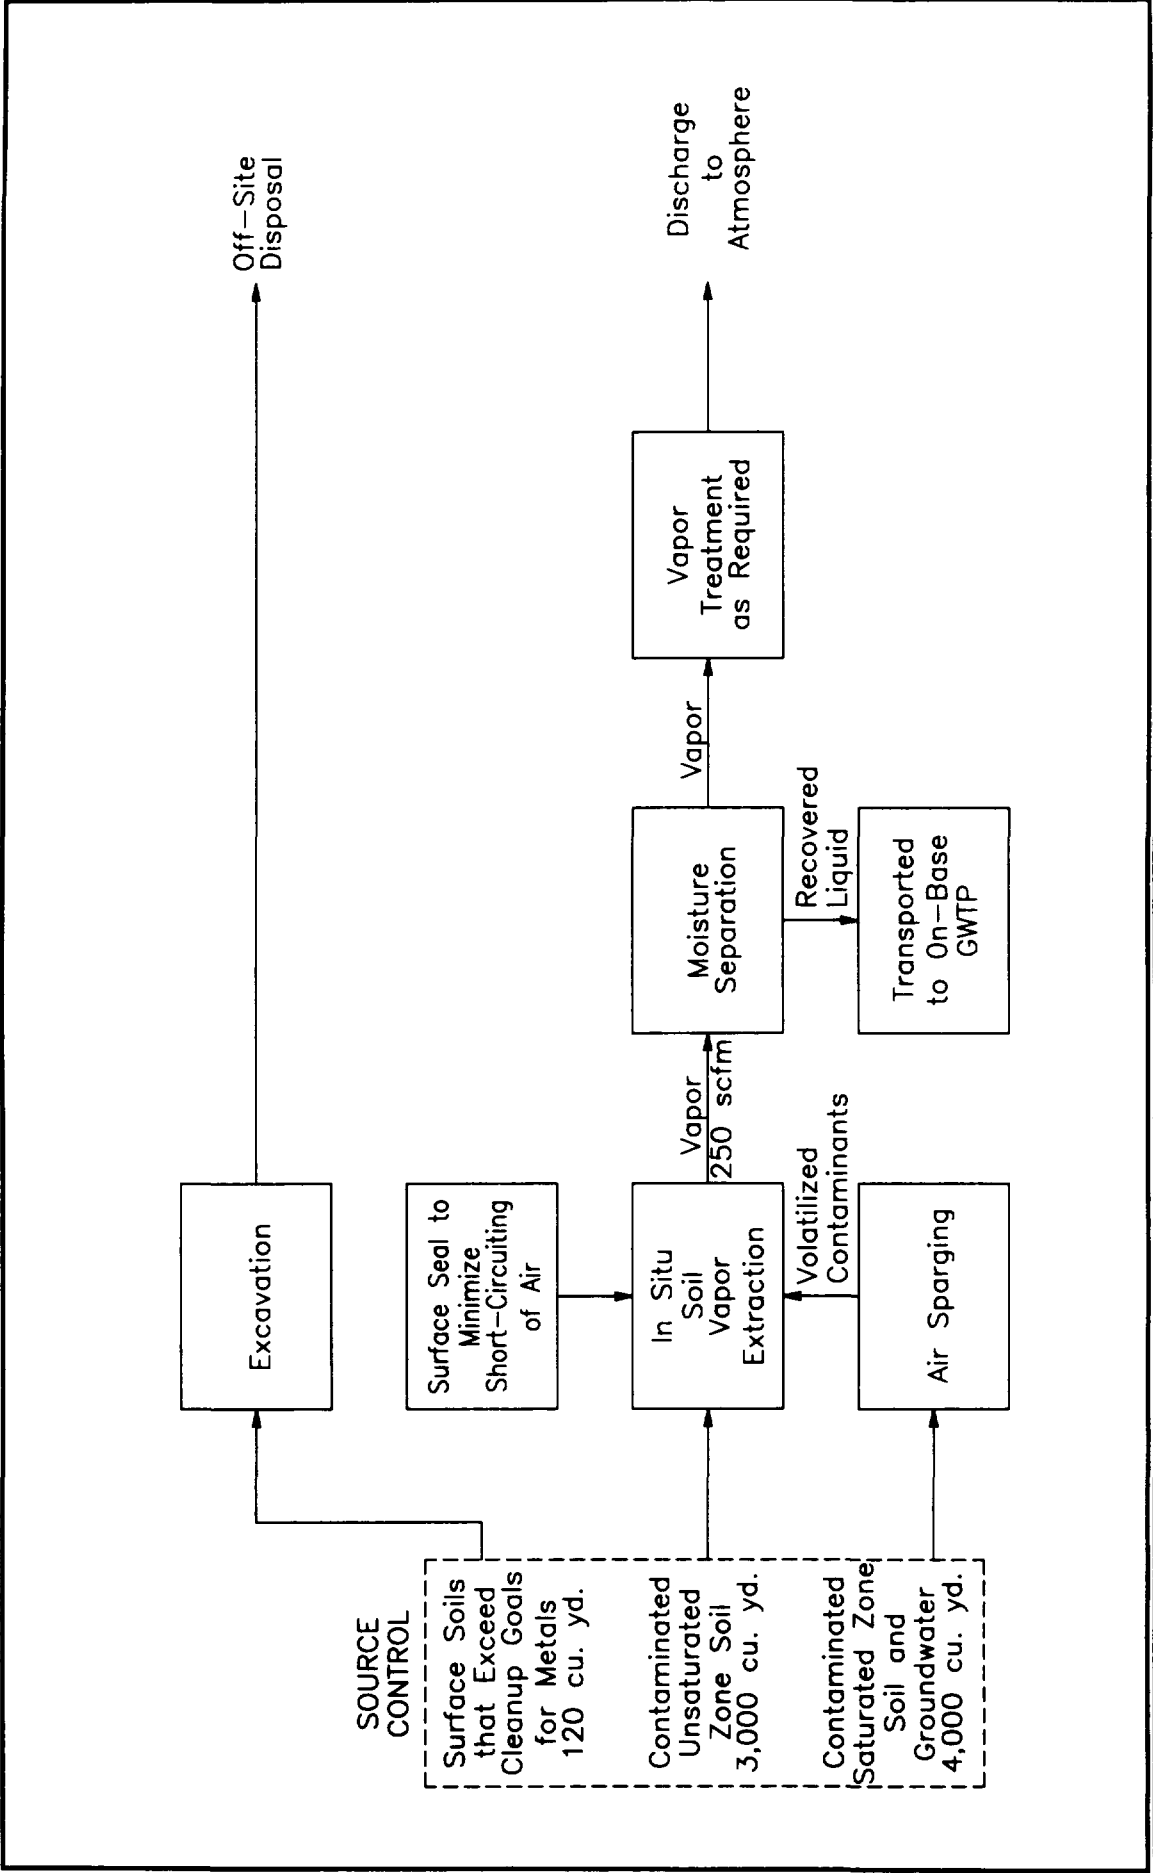 SOURCE
CONTROL
Surface Soils
that Exceed
Cleanup Goals
for Metals
120 cu. yd.
Contaminated
Unsaturated
Zone Soil
3,000 cu. yd.
Contaminated
Saturated Zone
Soil and
Groundwater
4,000 cu. yd.
Excavation
Off-Site
Disposal
Surface Seal to
Minimize
Short-Circuiting
of Air
In Situ
Soil
Vapor
Extraction
Volatilized
Contaminants
Air Sparging
Vapor
250 scfm
Moisture
Separation
Recovered
Liquid
Transported
to On-Base
GWTP
Vapor
Vapor
Treatment
as Required
Discharge
to
Atmosphere